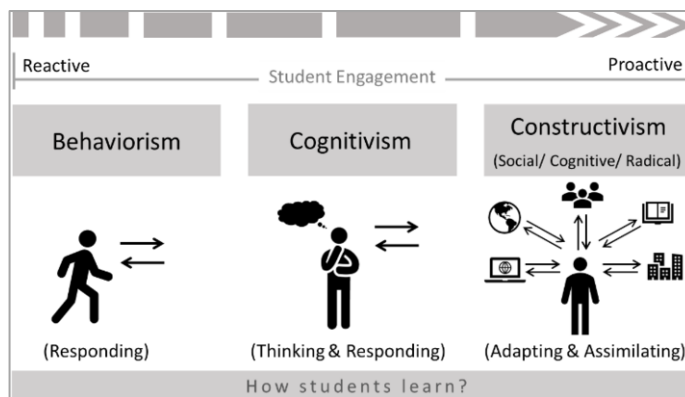 Reactive
Student Engagement
Proactive
Behaviorism
Cognitivism
Constructivism
(Social/ Cognitive/ Radical)
(Responding)
(Thinking & Responding)
(Adapting & Assimilating)
How students learn?